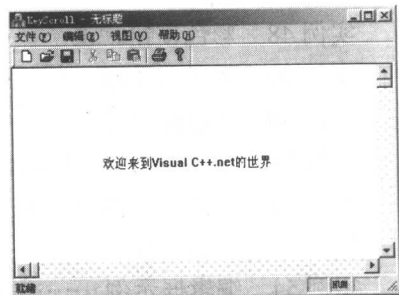 KeyScroll - 无标题
文件(F) 编辑(E) 视图(V) 帮助(H)
欢迎来到Visual C++.net的世界
就绪